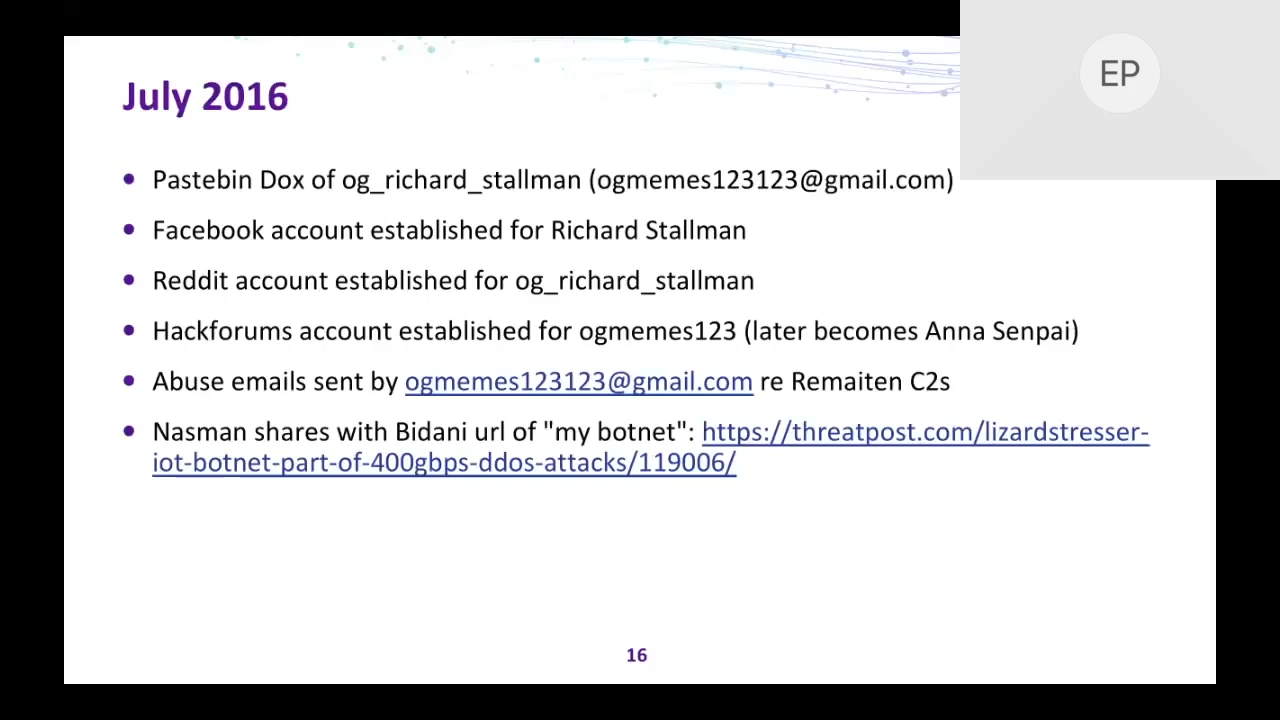 July 2016
EP
• Pastebin Dox of og_richard_stallman (ogmemes123123@gmail.com)
• Facebook account established for Richard Stallman
• Reddit account established for og_richard_stallman
• Hackforums account established for ogmemes123 (later becomes Anna Senpai)
• Abuse emails sent by ogmemes123123@gmail.com re Remaiten C2s
• Nasman shares with Bidani url of "my botnet": https://threatpost.com/lizardstresser-
iot-botnet-part-of-400gbps-ddos-attacks/119006/
16